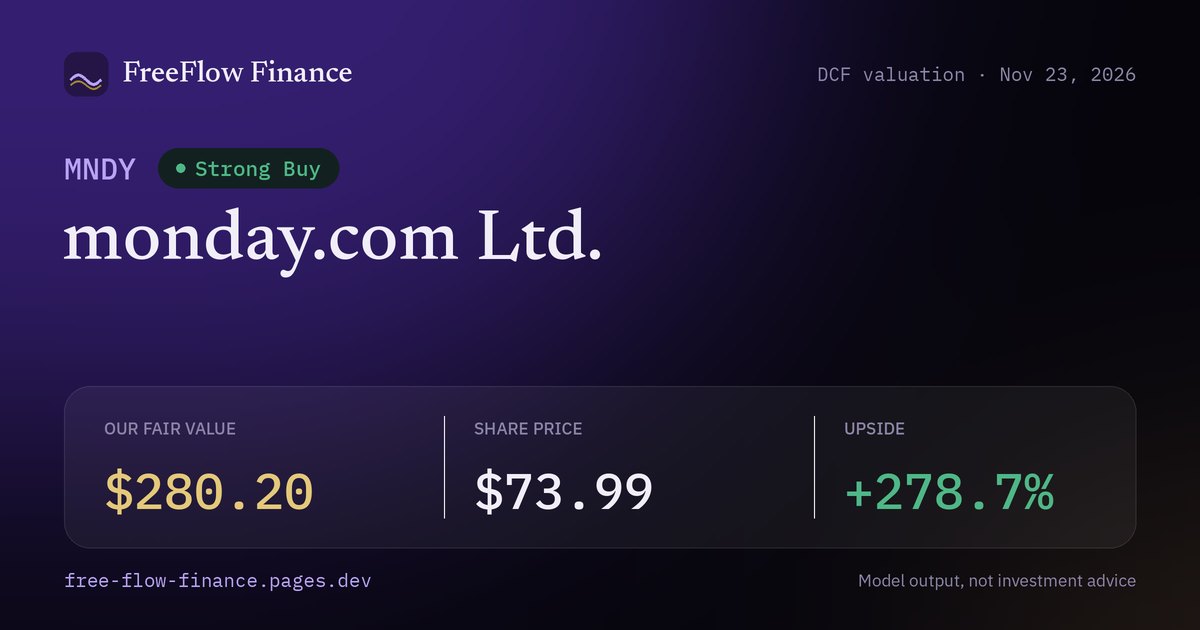 FreeFlow Finance
DCF valuation · Nov 23, 2026
MNDY
Strong Buy
monday.com Ltd.
OUR FAIR VALUE
$280.20
SHARE PRICE
$73.99
UPSIDE
+278.7%
free-flow-finance.pages.dev
Model output, not investment advice